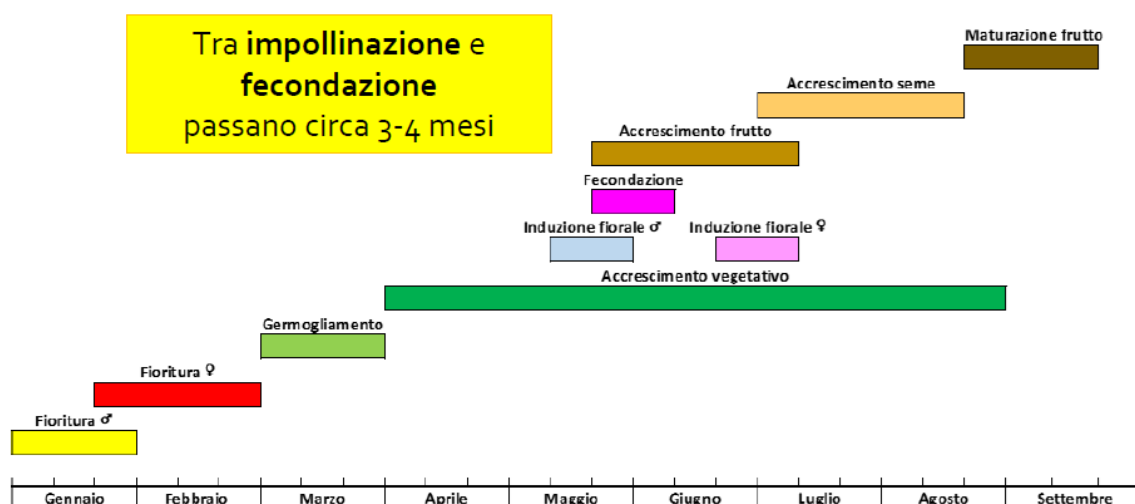 Tra impollinazione e
fecondazione
passano circa 3-4 mesi
Maturazione frutto
Accrescimento seme
Accrescimento frutto
Fecondazione
Induzione fiorale ♂
Induzione fiorale ♀
Accrescimento vegetativo
Germogliamento
Fioritura ♀
Fioritura ♂
Gennaio Febbraio Marzo Aprile Maggio Giugno Luglio Agosto Settembre